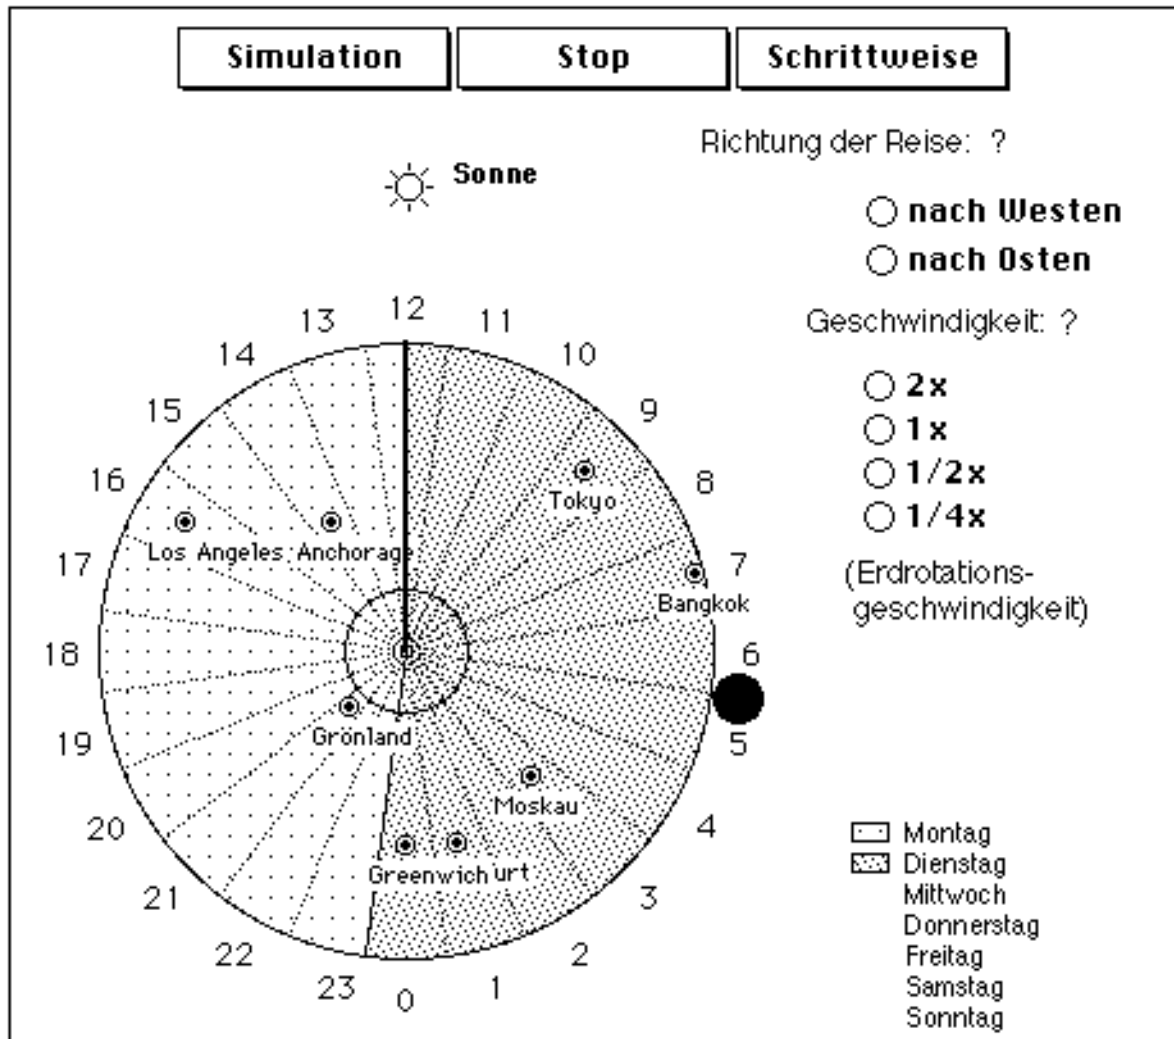 Simulation Stop Schrittweise
Richtung der Reise: ?
Sonne
nach Westen
nach Osten
Geschwindigkeit: ?
2x
1x
1/2x
1/4x
(Erdrotations-
geschwindigkeit)
12
13 11
14 10
15 9
16 8
17 7
18 6
19 5
20 4
21 3
22 2
23 1
0
Tokyo
Los Angeles Anchorage
Bangkok
Grönland
Moskau
Greenwich urt
Montag
Dienstag
Mittwoch
Donnerstag
Freitag
Samstag
Sonntag